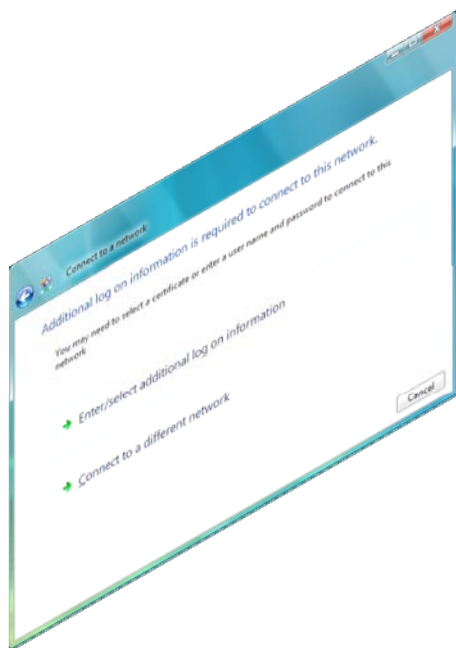 Connect to a network
Additional log on information is required to connect to this network.
You may need to select a certificate or enter a user name and password to connect to this
network
Enter/select additional log on information
Connect to a different network
Cancel